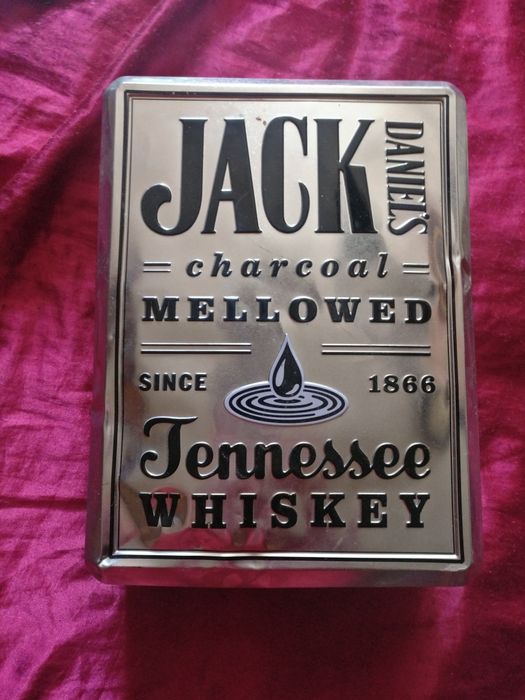 JACK DANIEL'S
charcoal
MELLOWED
SINCE 1866
Tennessee
WHISKEY